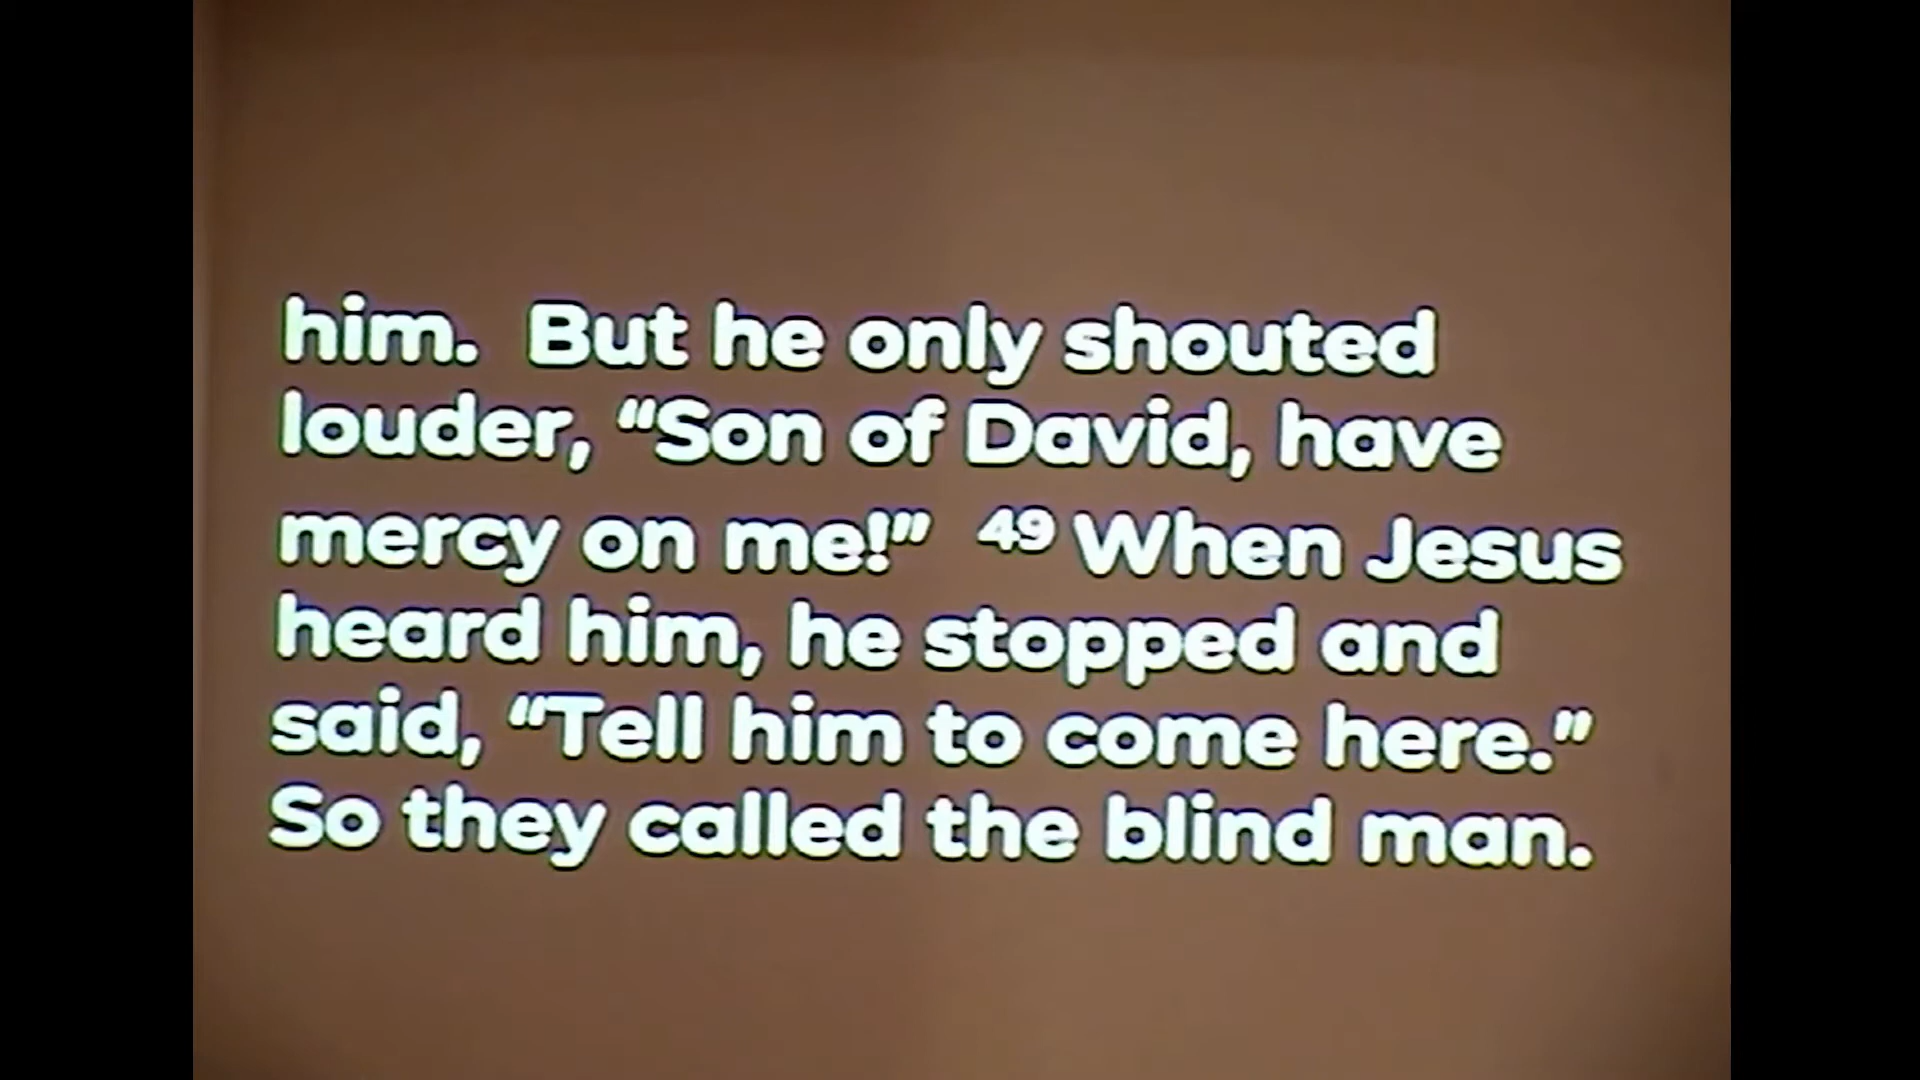 him.  But he only shouted
louder, “Son of David, have
mercy on me!”  ⁴⁹ When Jesus
heard him, he stopped and
said, “Tell him to come here.”
So they called the blind man.